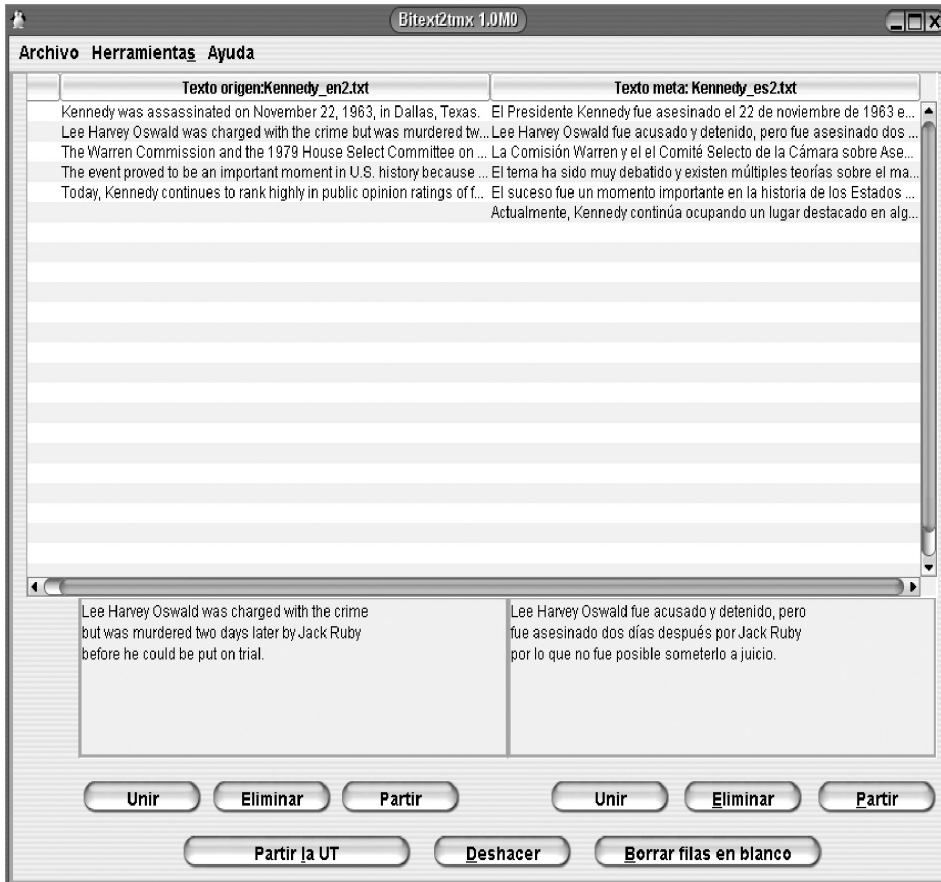 Bitext2tmx 1.0M0
Archivo Herramientas Ayuda
Texto origen:Kennedy_en2.txt Texto meta: Kennedy_es2.txt
Kennedy was assassinated on November 22, 1963, in Dallas, Texas. El Presidente Kennedy fue asesinado el 22 de noviembre de 1963 e...
Lee Harvey Oswald was charged with the crime but was murdered tw... Lee Harvey Oswald fue acusado y detenido, pero fue asesinado dos ...
The Warren Commission and the 1979 House Select Committee on ... La Comisión Warren y el el Comité Selecto de la Cámara sobre Ase...
The event proved to be an important moment in U.S. history because ... El tema ha sido muy debatido y existen múltiples teorías sobre el ma...
Today, Kennedy continues to rank highly in public opinion ratings of f... El suceso fue un momento importante en la historia de los Estados ...
Actualmente, Kennedy continúa ocupando un lugar destacado en alg...
Lee Harvey Oswald was charged with the crime
but was murdered two days later by Jack Ruby
before he could be put on trial.
Lee Harvey Oswald fue acusado y detenido, pero
fue asesinado dos días después por Jack Ruby
por lo que no fue posible someterlo a juicio.
Unir Eliminar Partir Unir Eliminar Partir
Partir la UT Deshacer Borrar filas en blanco